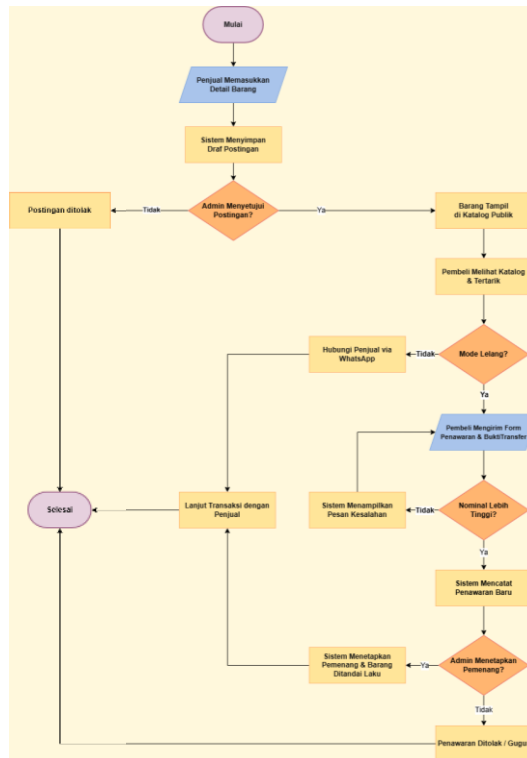 Mulai
Penjual Memasukkan
Detail Barang
Sistem Menyimpan
Draf Postingan
Postingan ditolak
Tidak
Admin Menyetujui
Postingan?
Ya
Barang Tampil
di Katalog Publik
Pembeli Melihat Katalog
& Tertarik
Hubungi Penjual via
WhatsApp
Tidak
Mode Lelang?
Ya
Pembeli Mengirim Form
Penawaran & BuktiTransfer
Selesai
Lanjut Transaksi dengan
Penjual
Sistem Menampilkan
Pesan Kesalahan
Tidak
Nominal Lebih
Tinggi?
Ya
Sistem Mencatat
Penawaran Baru
Sistem Menetapkan
Pemenang & Barang
Ditandai Laku
Ya
Admin Menetapkan
Pemenang?
Tidak
Penawaran Ditolak / Gugur